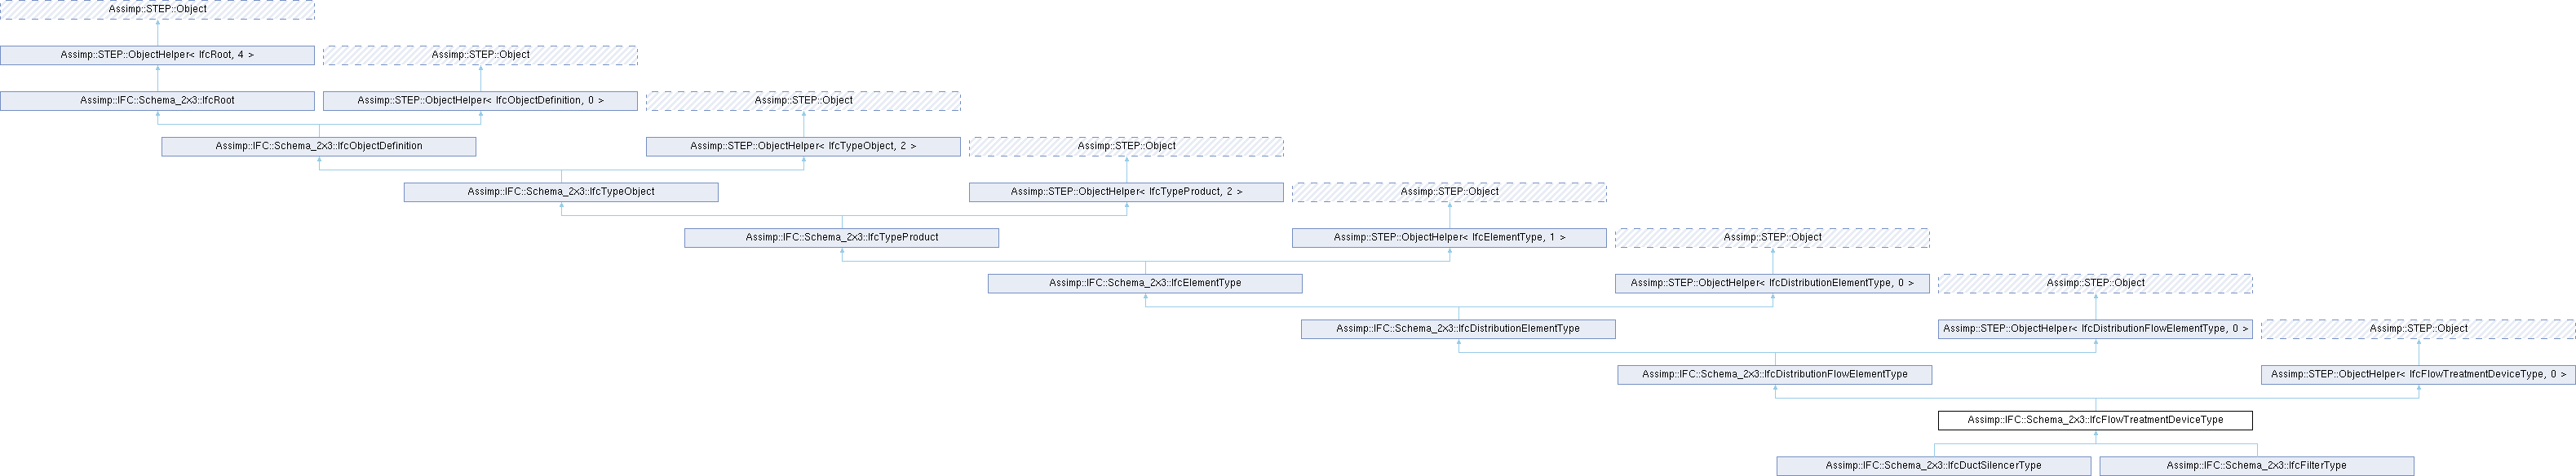 Assimp::STEP::Object
Assimp::STEP::ObjectHelper< IfcRoot, 4 >
Assimp::STEP::Object
Assimp::IFC::Schema_2x3::IfcRoot
Assimp::STEP::ObjectHelper< IfcObjectDefinition, 0 >
Assimp::STEP::Object
Assimp::IFC::Schema_2x3::IfcObjectDefinition
Assimp::STEP::ObjectHelper< IfcTypeObject, 2 >
Assimp::STEP::Object
Assimp::IFC::Schema_2x3::IfcTypeObject
Assimp::STEP::ObjectHelper< IfcTypeProduct, 2 >
Assimp::STEP::Object
Assimp::IFC::Schema_2x3::IfcTypeProduct
Assimp::STEP::ObjectHelper< IfcElementType, 1 >
Assimp::STEP::Object
Assimp::IFC::Schema_2x3::IfcElementType
Assimp::STEP::ObjectHelper< IfcDistributionElementType, 0 >
Assimp::STEP::Object
Assimp::IFC::Schema_2x3::IfcDistributionElementType
Assimp::STEP::ObjectHelper< IfcDistributionFlowElementType, 0 >
Assimp::STEP::Object
Assimp::IFC::Schema_2x3::IfcDistributionFlowElementType
Assimp::STEP::ObjectHelper< IfcFlowTreatmentDeviceType, 0 >
Assimp::IFC::Schema_2x3::IfcFlowTreatmentDeviceType
Assimp::IFC::Schema_2x3::IfcDuctSilencerType
Assimp::IFC::Schema_2x3::IfcFilterType